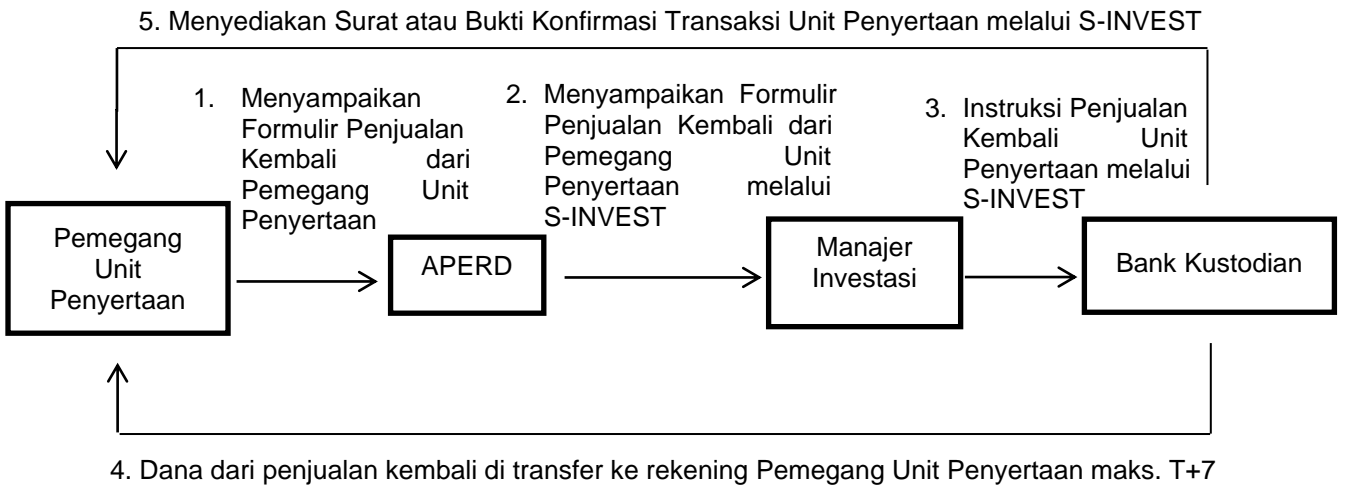 5. Menyediakan Surat atau Bukti Konfirmasi Transaksi Unit Penyertaan melalui S-INVEST
1. Menyampaikan
Formulir Penjualan
Kembali dari
Pemegang Unit
Penyertaan
2. Menyampaikan Formulir
Penjualan Kembali dari
Pemegang Unit
Penyertaan melalui
S-INVEST
3. Instruksi Penjualan
Kembali Unit
Penyertaan melalui
S-INVEST
Pemegang
Unit
Penyertaan
APERD
Manajer
Investasi
Bank Kustodian
4. Dana dari penjualan kembali di transfer ke rekening Pemegang Unit Penyertaan maks. T+7